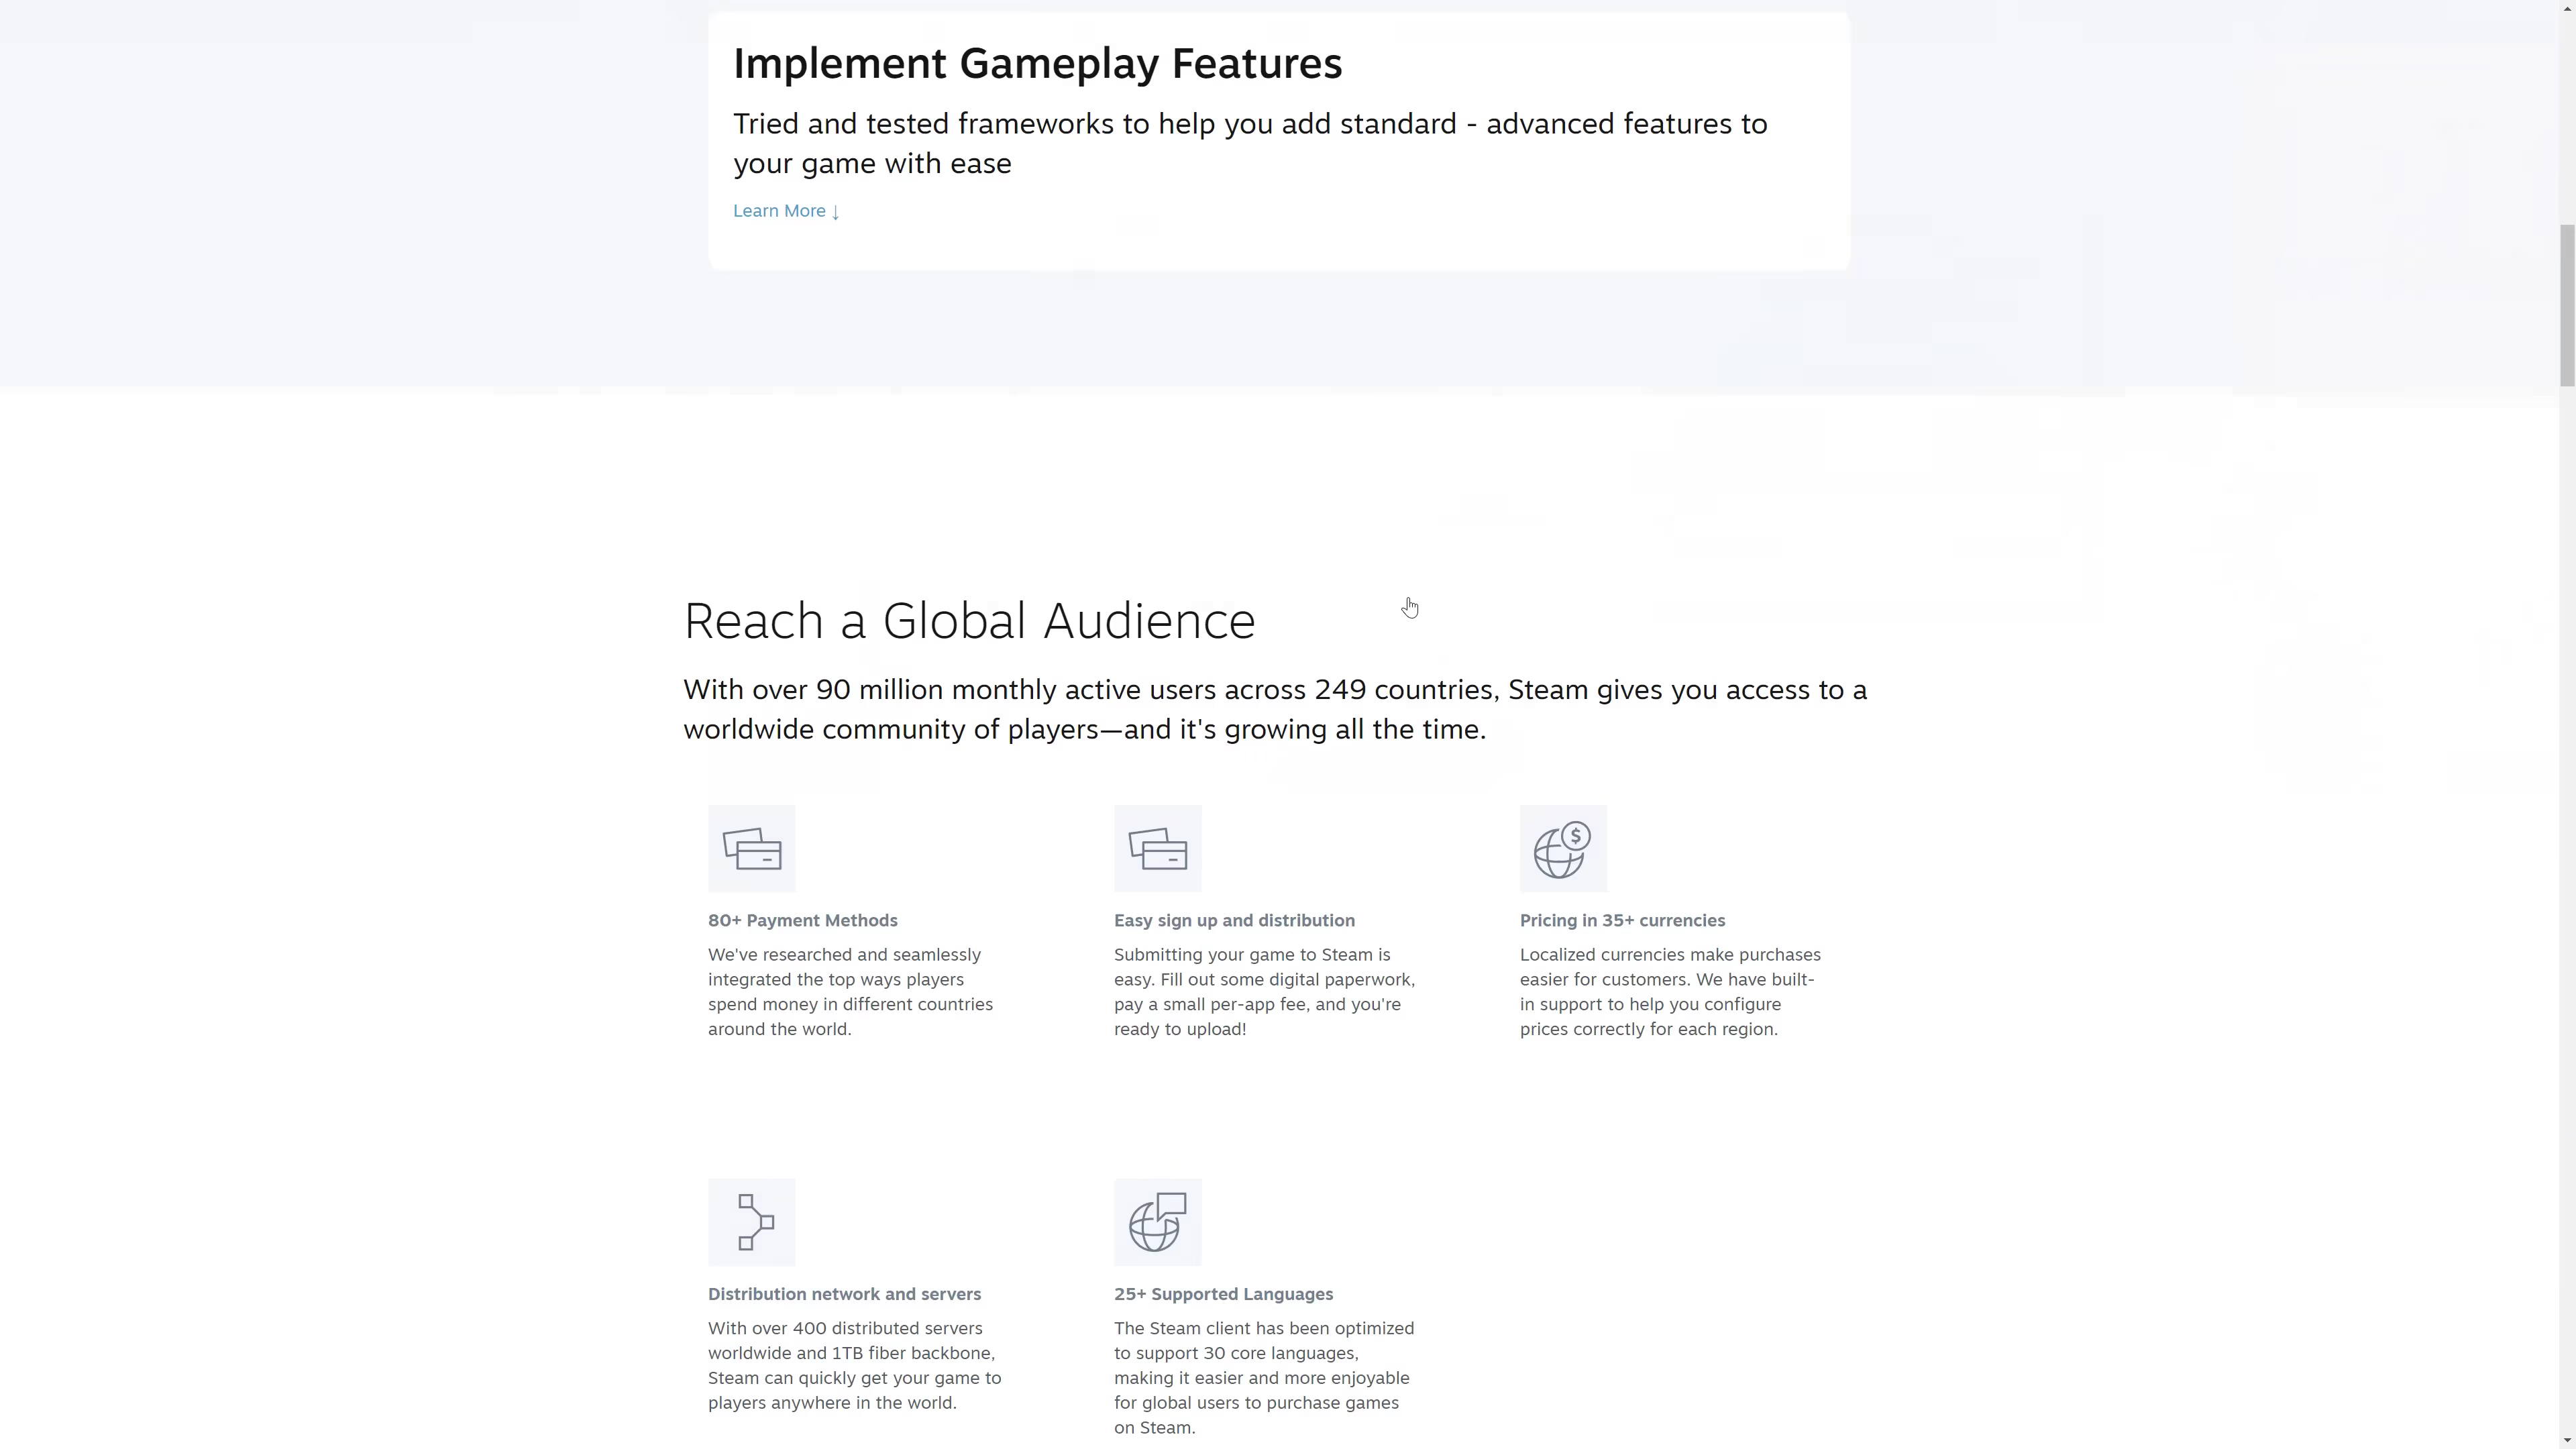 Implement Gameplay Features
Tried and tested frameworks to help you add standard - advanced features to
your game with ease
Learn More ↓
Reach a Global Audience
With over 90 million monthly active users across 249 countries, Steam gives you access to a
worldwide community of players—and it's growing all the time.
80+ Payment Methods
We've researched and seamlessly
integrated the top ways players
spend money in different countries
around the world.
Easy sign up and distribution
Submitting your game to Steam is
easy. Fill out some digital paperwork,
pay a small per-app fee, and you're
ready to upload!
$
Pricing in 35+ currencies
Localized currencies make purchases
easier for customers. We have built-
in support to help you configure
prices correctly for each region.
Distribution network and servers
With over 400 distributed servers
worldwide and 1TB fiber backbone,
Steam can quickly get your game to
players anywhere in the world.
25+ Supported Languages
The Steam client has been optimized
to support 30 core languages,
making it easier and more enjoyable
for global users to purchase games
on Steam.